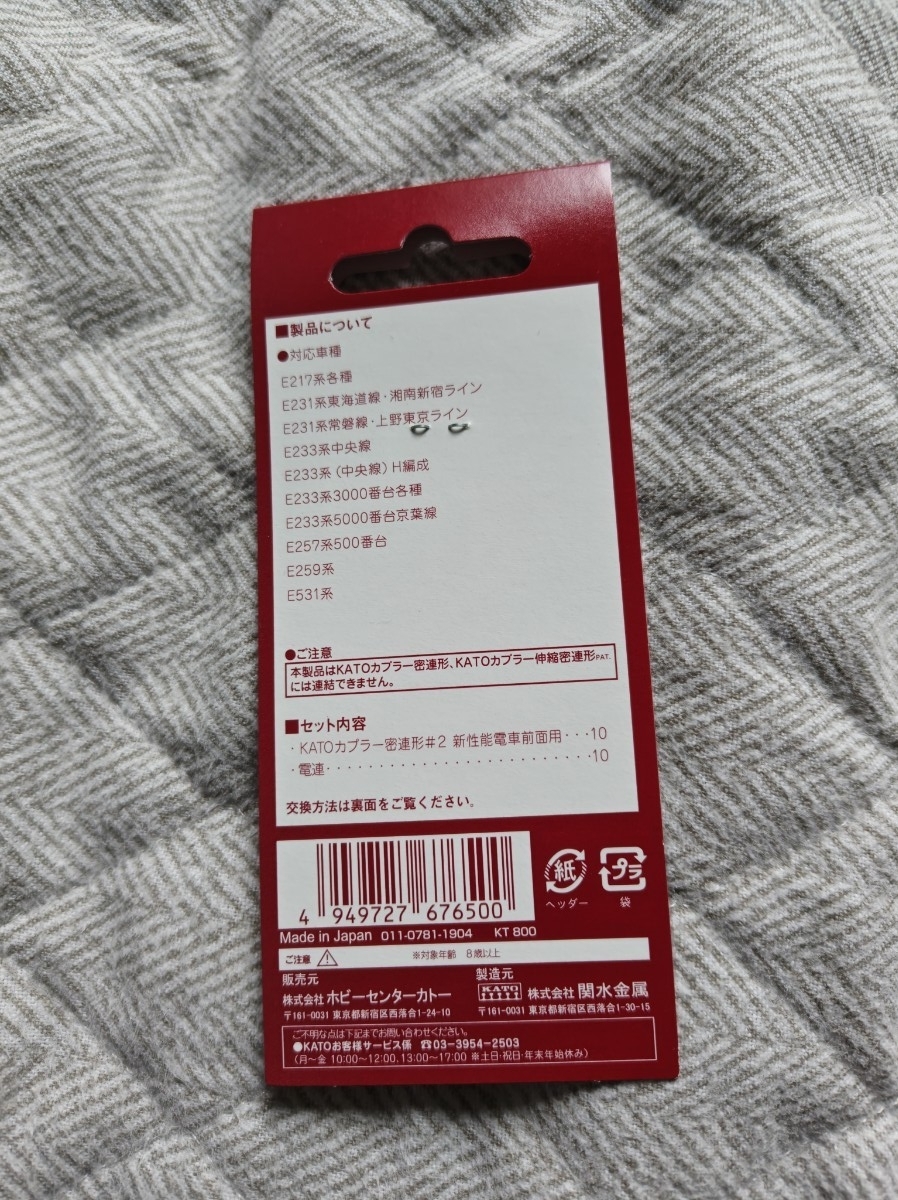 ■製品について
●対応車種
E217系各種
E231系東海道線・湘南新宿ライン
E231系常磐線・上野東京ライン
E233系中央線
E233系(中央線)H編成
E233系3000番台各種
E233系5000番台京葉線
E257系500番台
E259系
E531系
●ご注意
本製品はKATOカプラー密連形、KATOカプラー伸縮密連形PAT.
には連結できません。
■セット内容
・KATOカプラー密連形#2 新性能電車前面用・・・10
・電連・・・・・・・・・・・・・・・・・・・・・・・・・10
交換方法は裏面をご覧ください。
4 949727 676500
紙 プラ
ヘッダー 袋
Made in Japan 011-0781-1904 KT 800
ご注意 ※対象年齢 8歳以上
販売元
株式会社 ホビーセンターカトー
〒161-0031 東京都新宿区西落合1-24-10
製造元
KATO 株式会社 関水金属
〒161-0031 東京都新宿区西落合1-30-15
ご不明な点は下記までお問い合わせください。
●KATOお客様サービス係 ☎03-3954-2503
(月〜金 10:00〜12:00、13:00〜17:00 ※土日・祝日・年末年始休み)